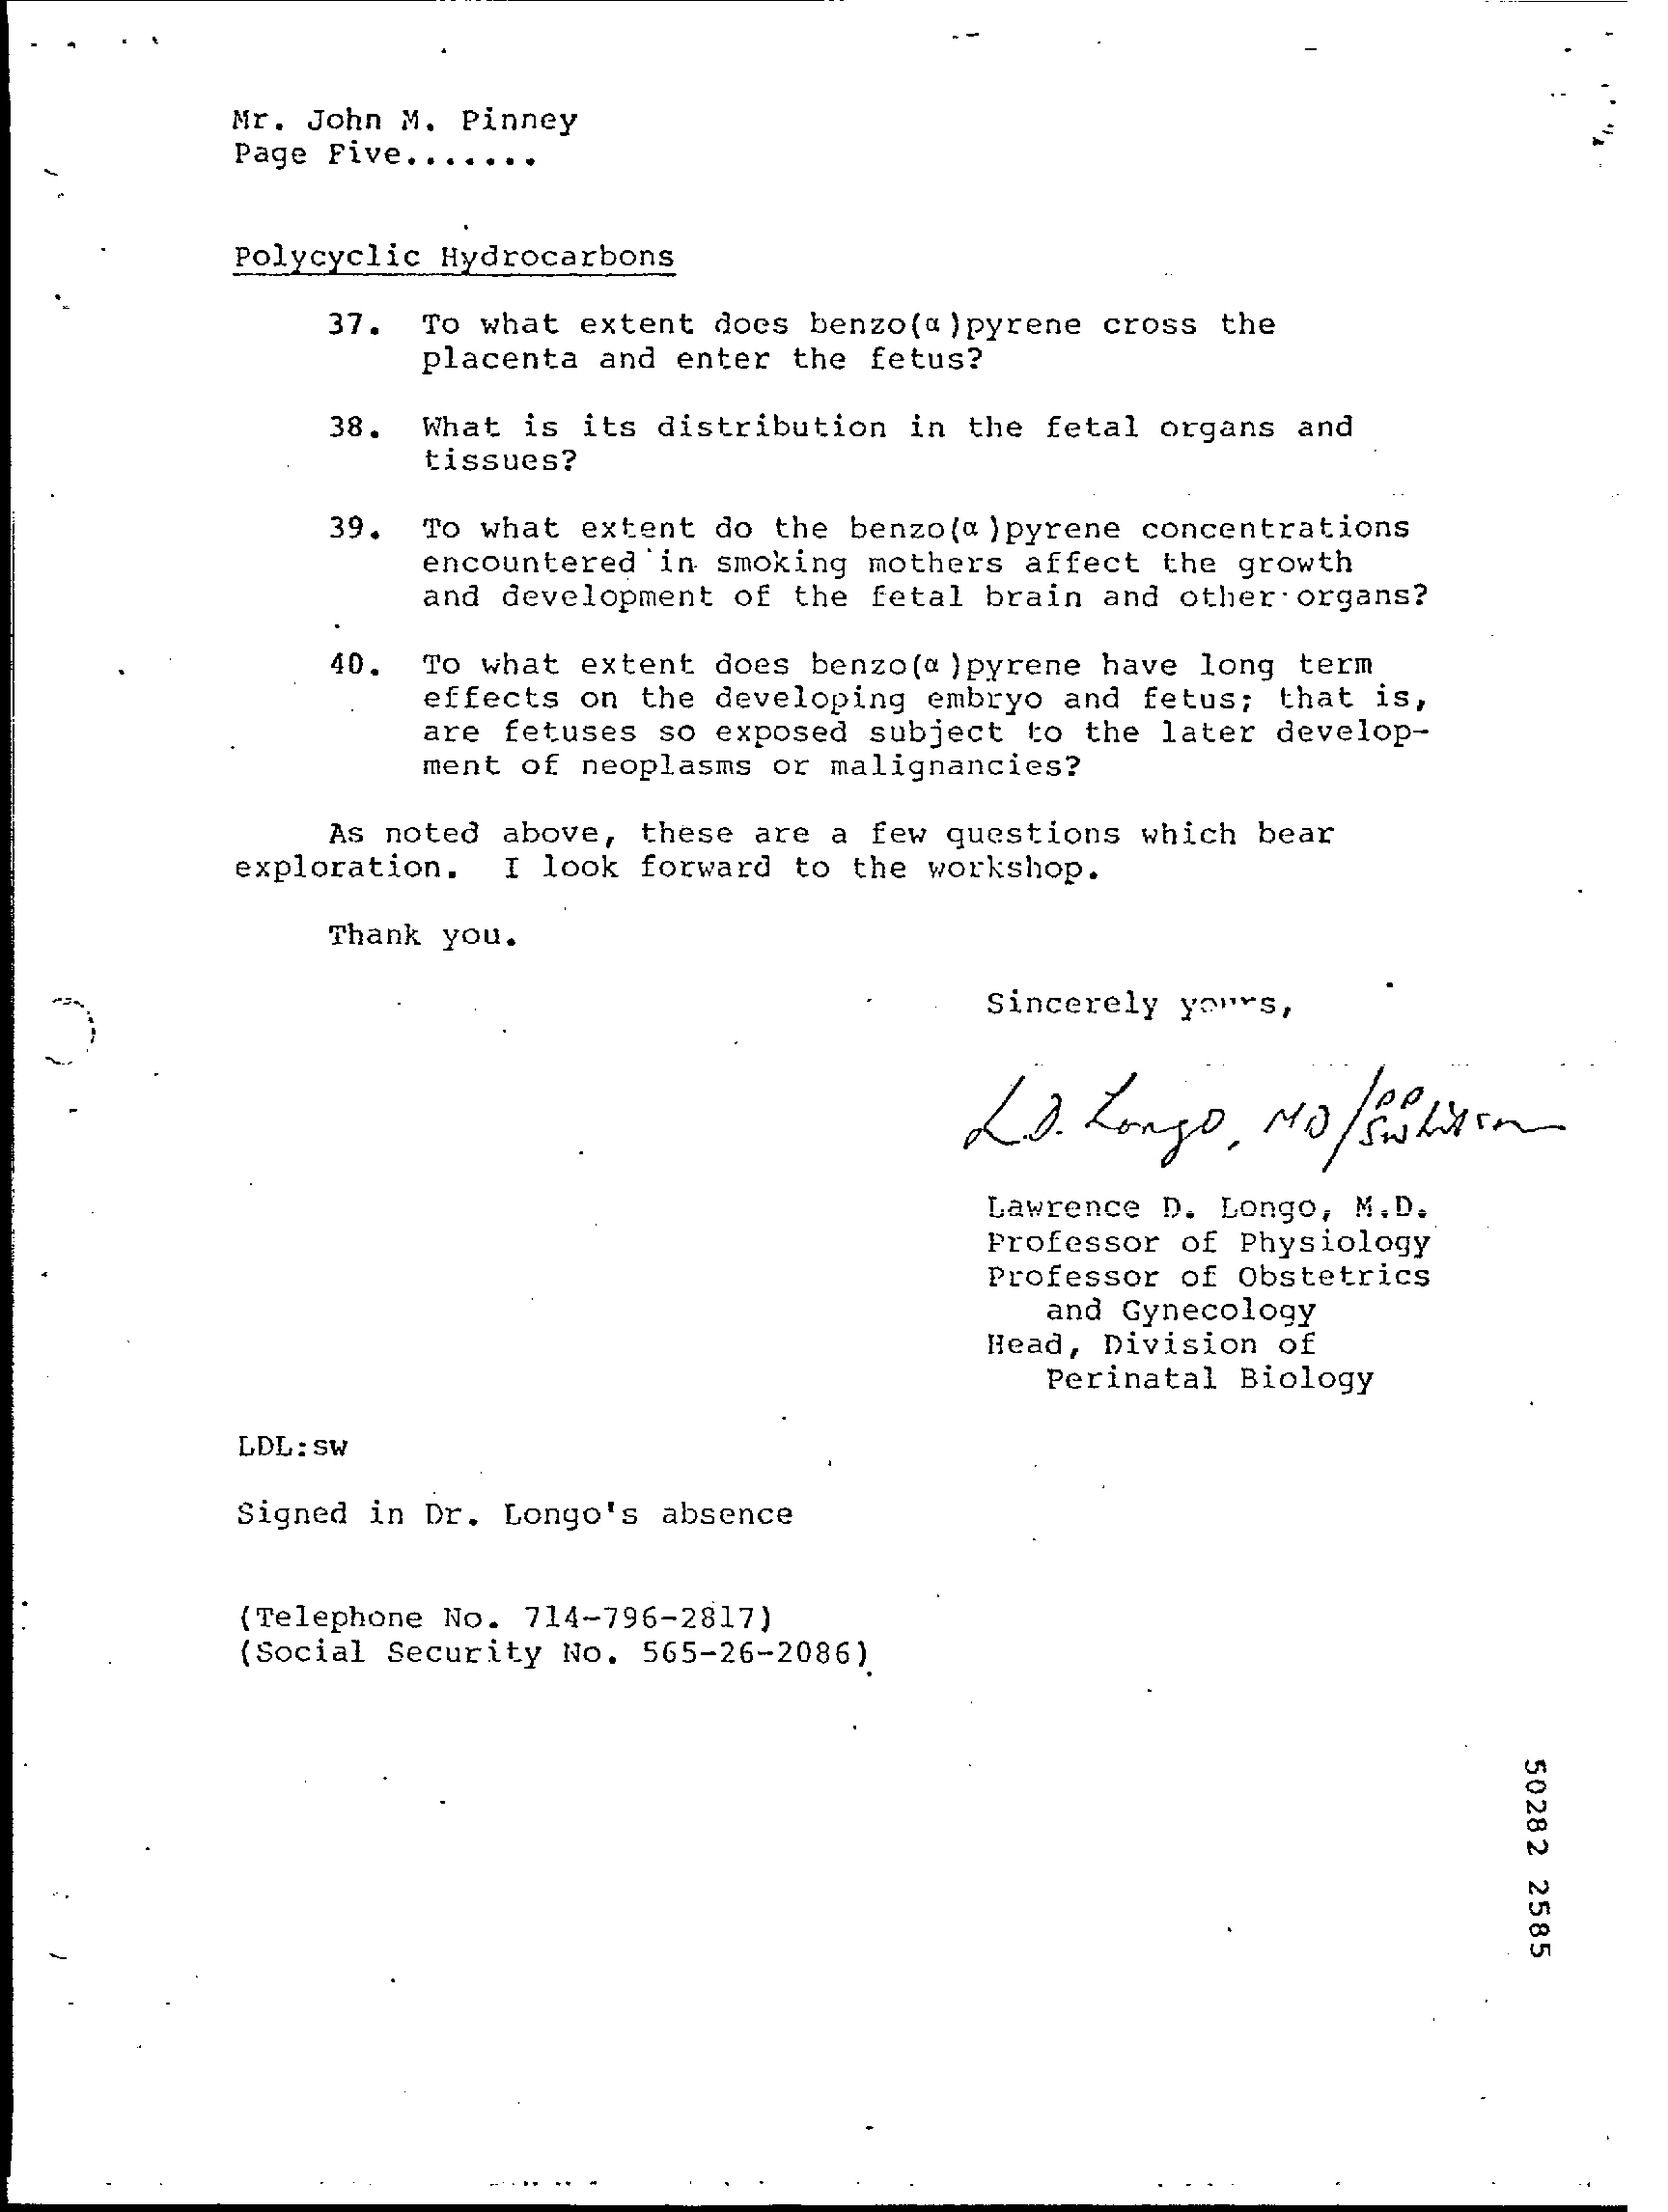 Mr. John M. Pinney
Page Five.......
Polycyclic Hydrocarbons
37. To what extent does benzo(α)pyrene cross the
placenta and enter the fetus?
38. What is its distribution in the fetal organs and
tissues?
39. To what extent do the benzo(α)pyrene concentrations
encountered in smoking mothers affect the growth
and development of the fetal brain and other organs?
40. To what extent does benzo(α)pyrene have long term
effects on the developing embryo and fetus; that is,
are fetuses so exposed subject to the later develop-
ment of neoplasms or malignancies?
As noted above, these are a few questions which bear
exploration. I look forward to the workshop.
Thank you.
Sincerely yours,
L.D. Longo, MD/
Lawrence D. Longo, M.D.
Professor of Physiology
Professor of Obstetrics
and Gynecology
Head, Division of
Perinatal Biology
LDL:sw
Signed in Dr. Longo's absence
(Telephone No. 714-796-2817)
(Social Security No. 565-26-2086)
50282 2585